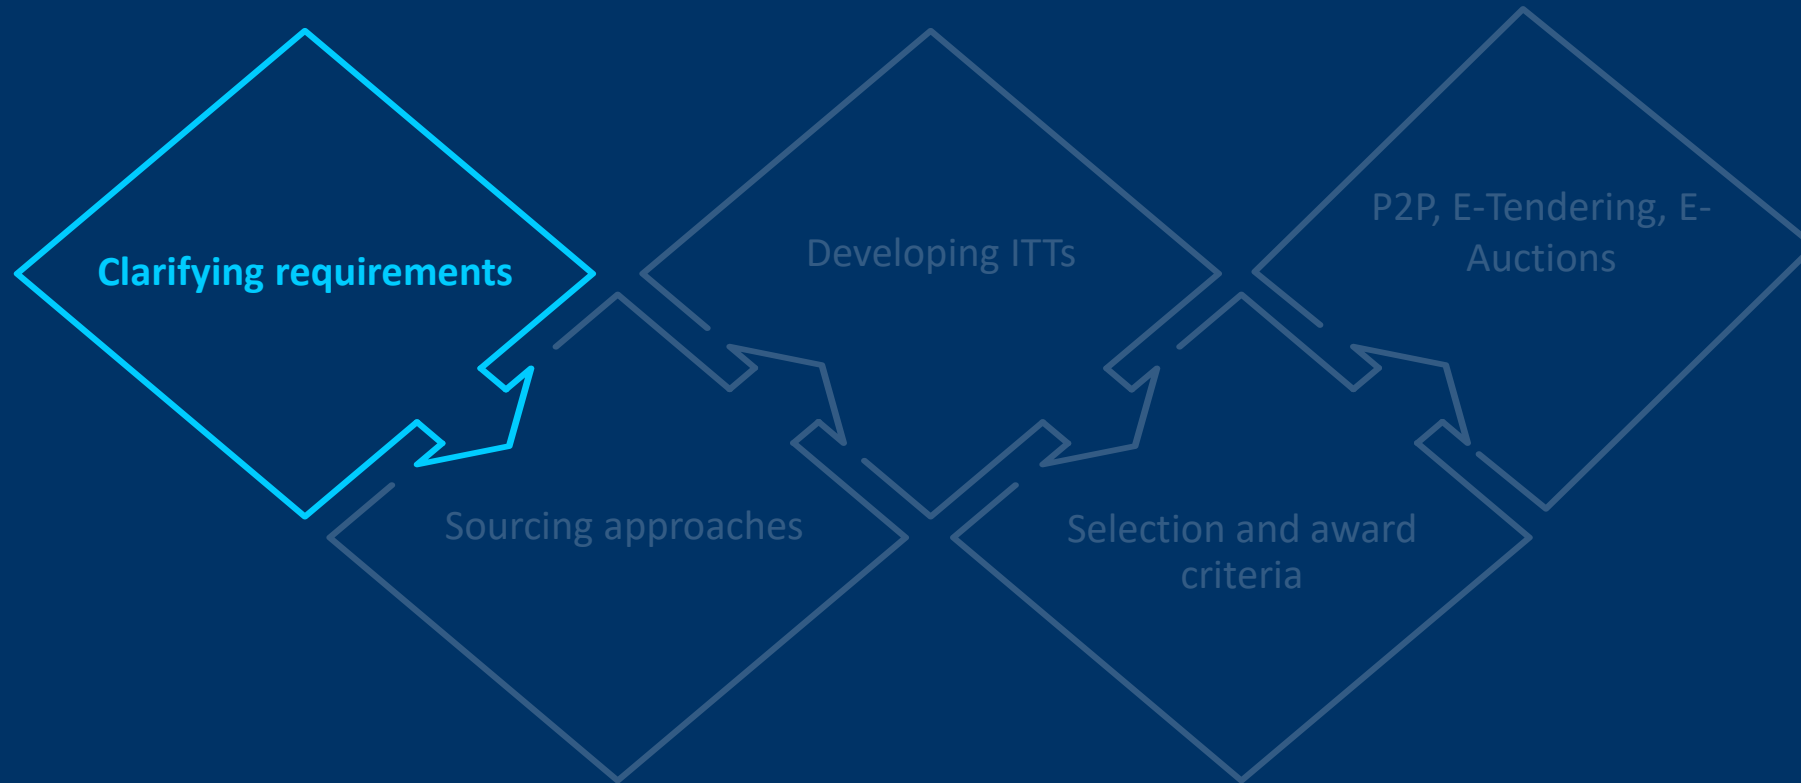 Clarifying requirements
Sourcing approaches
Developing ITTs
Selection and award
criteria
P2P, E-Tendering, E-
Auctions